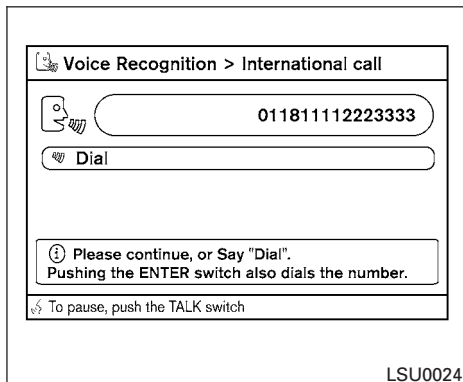 Voice Recognition > International call
011811112223333
Dial
Please continue, or Say "Dial".
Pushing the ENTER switch also dials the number.
To pause, push the TALK switch
LSU0024